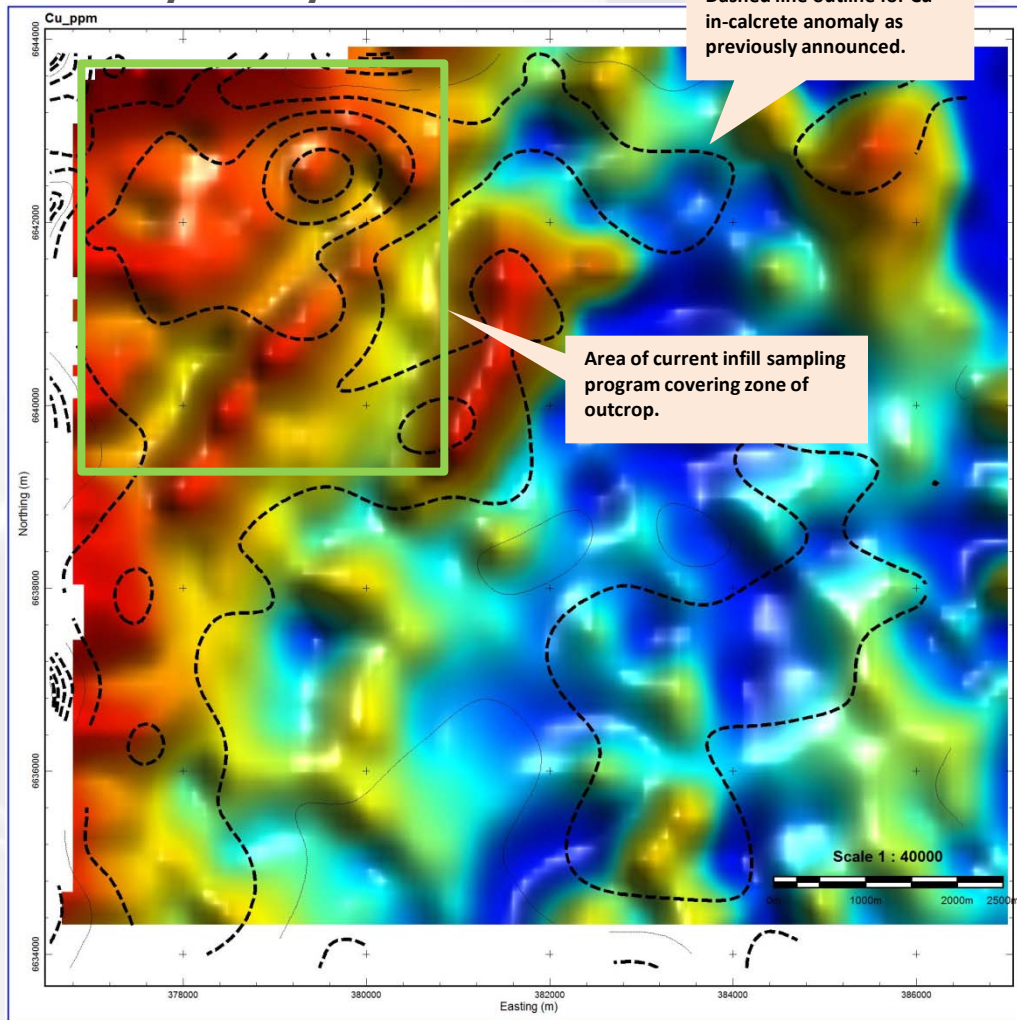 Cu_ppm
in-calcrete anomaly as
previously announced.
Area of current infill sampling
program covering zone of
outcrop.
6644000
6642000
6640000
6638000
6636000
6634000
Northing (m)
Scale 1 : 40000
0m 1000m 2000m 2500m
378000 380000 382000 384000 386000
Easting (m)